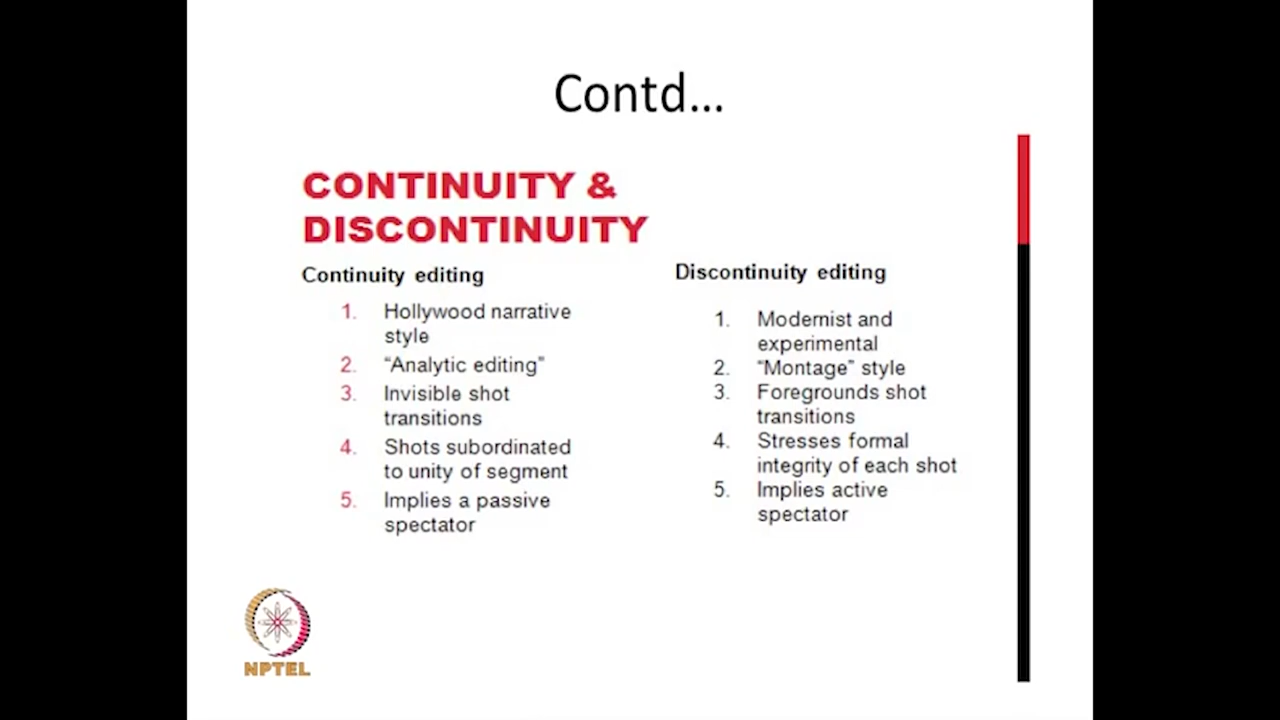 Contd...
CONTINUITY &
DISCONTINUITY
Continuity editing
1. Hollywood narrative
style
2. “Analytic editing”
3. Invisible shot
transitions
4. Shots subordinated
to unity of segment
5. Implies a passive
spectator
Discontinuity editing
1. Modernist and
experimental
2. “Montage” style
3. Foregrounds shot
transitions
4. Stresses formal
integrity of each shot
5. Implies active
spectator
NPTEL